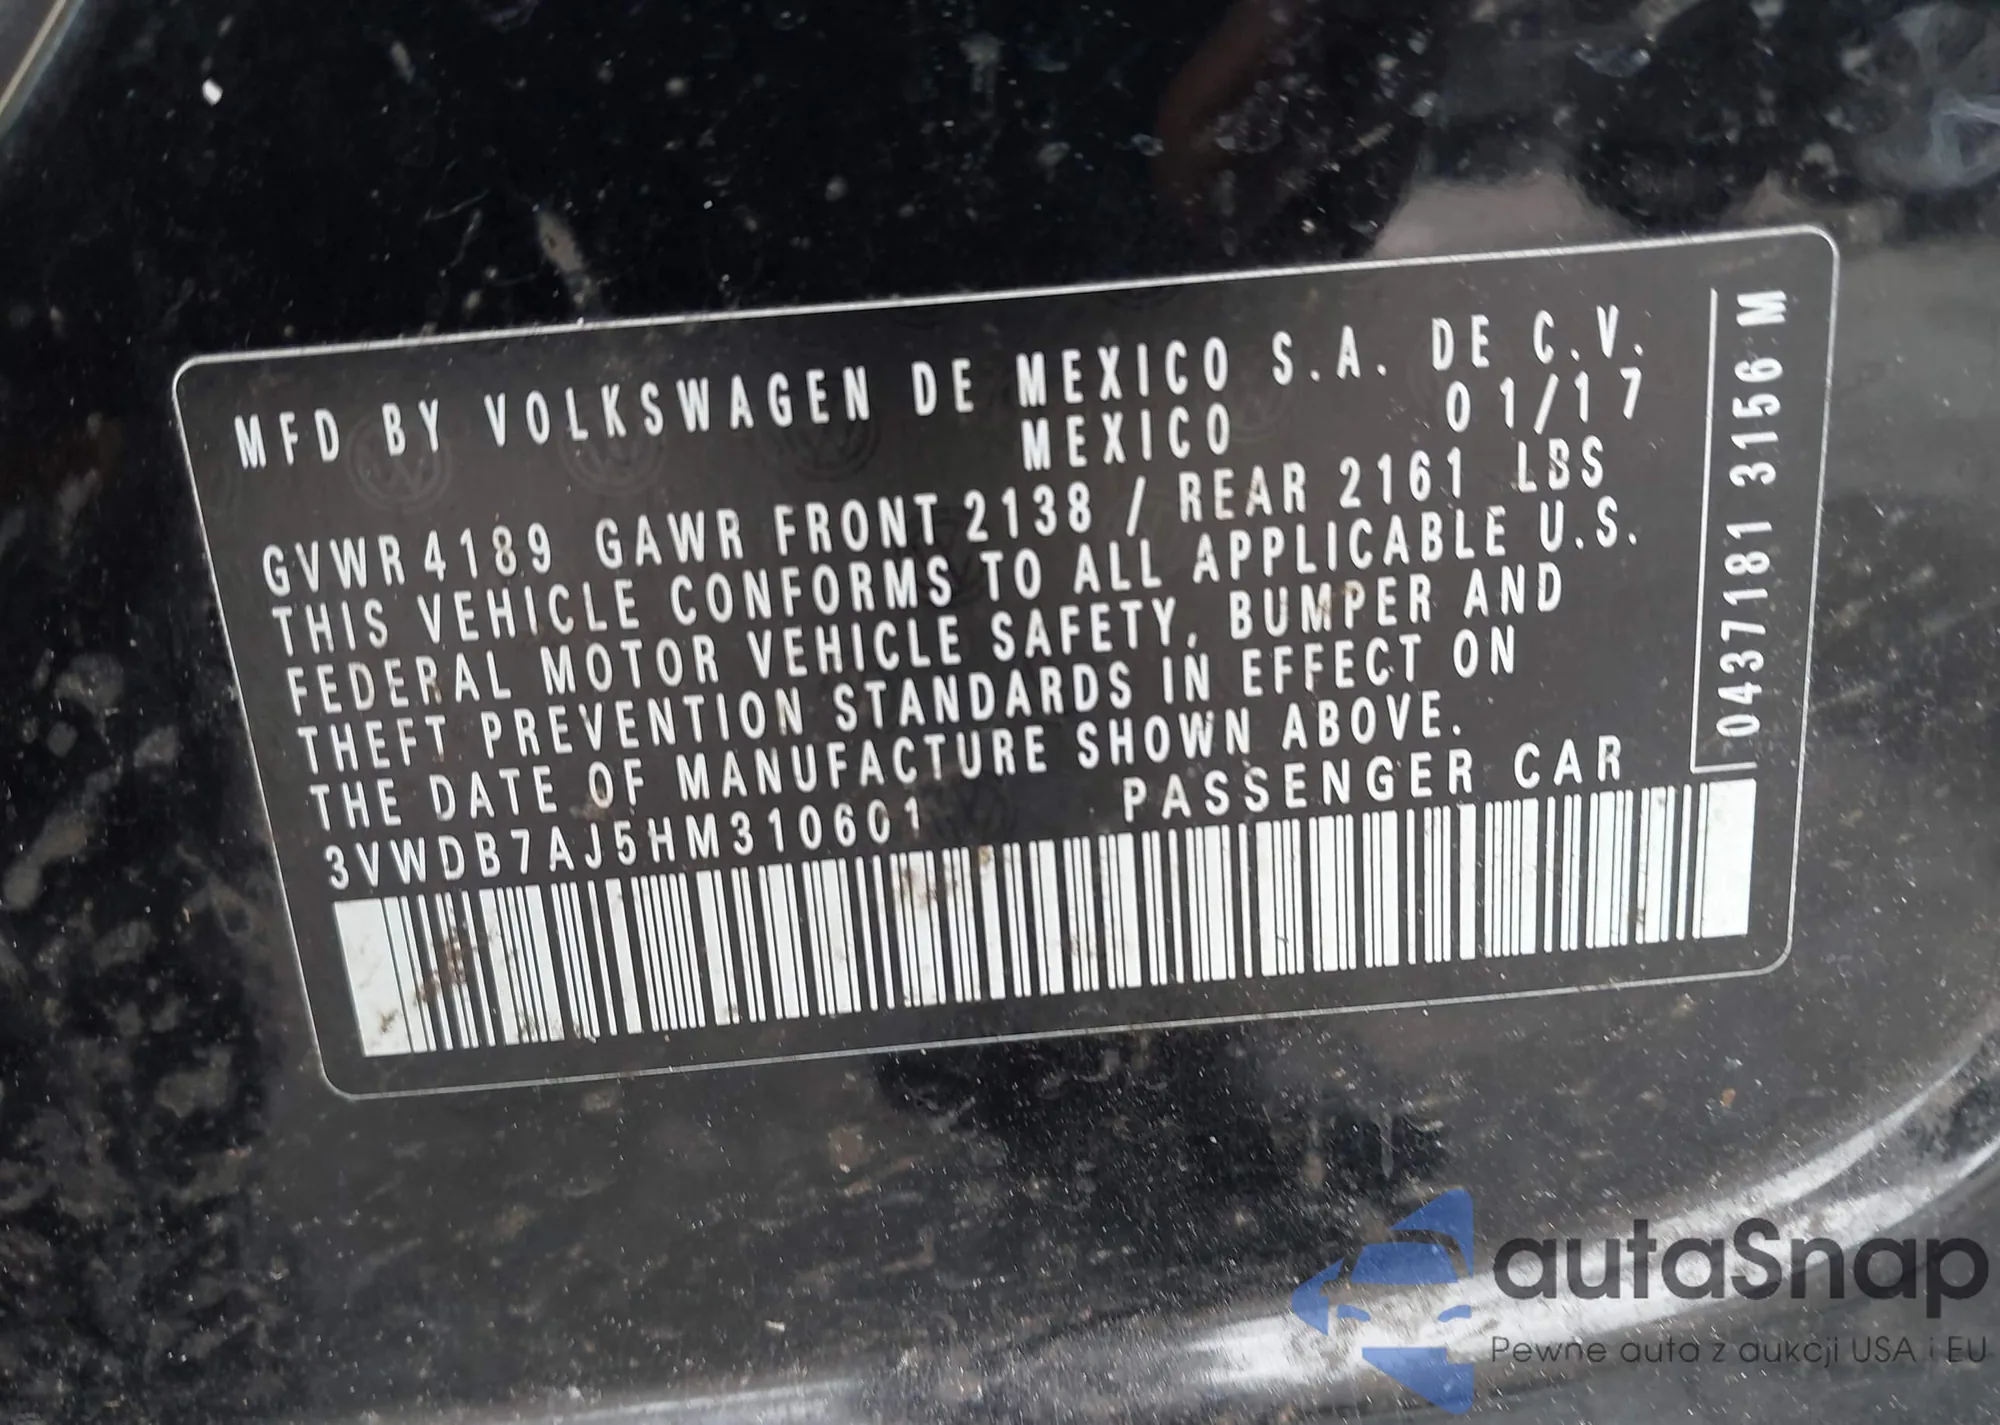 MFD BY VOLKSWAGEN DE MEXICO S.A. DE C.V.
MEXICO 01/17
GVWR 4189 GAWR FRONT 2138 / REAR 2161 LBS
THIS VEHICLE CONFORMS TO ALL APPLICABLE U.S.
FEDERAL MOTOR VEHICLE SAFETY, BUMPER AND
THEFT PREVENTION STANDARDS IN EFFECT ON
THE DATE OF MANUFACTURE SHOWN ABOVE.
3VWDB7AJ5HM310601 PASSENGER CAR
04371813156 M
autaSnap
Pewne auta z aukcji USA i EU